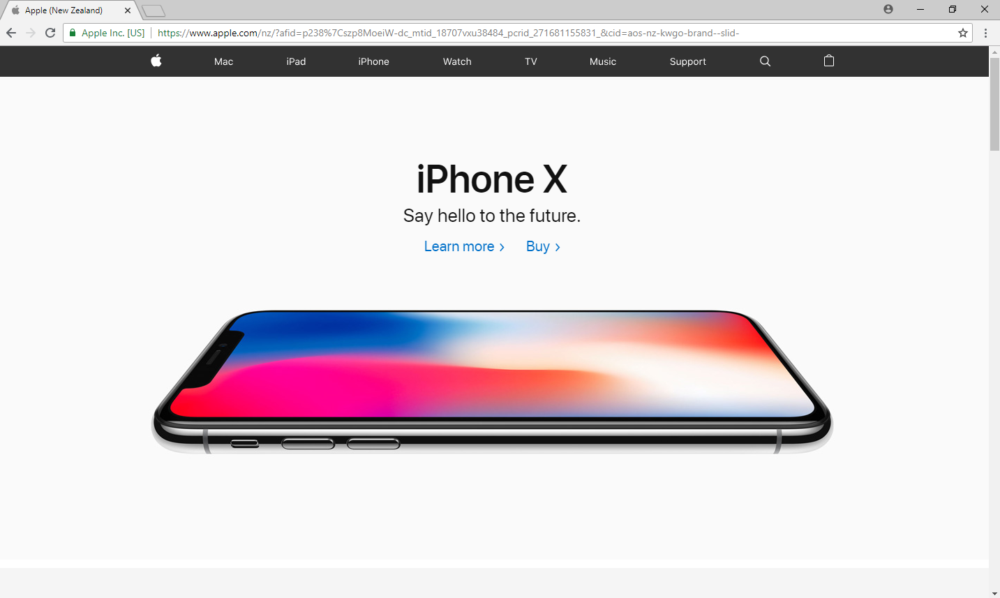 Apple (New Zealand)
Apple Inc. [US] https://www.apple.com/nz/?afid=p238%7Cszp8MoeiW-dc_mtid_18707vxu38484_pcrid_271681155831_&cid=aos-nz-kwgo-brand--slid-
Mac iPad iPhone Watch TV Music Support
iPhone X
Say hello to the future.
Learn more > Buy >